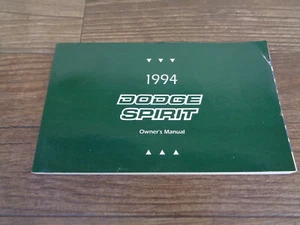 1994
DODGE
SPIRIT
Owner's Manual